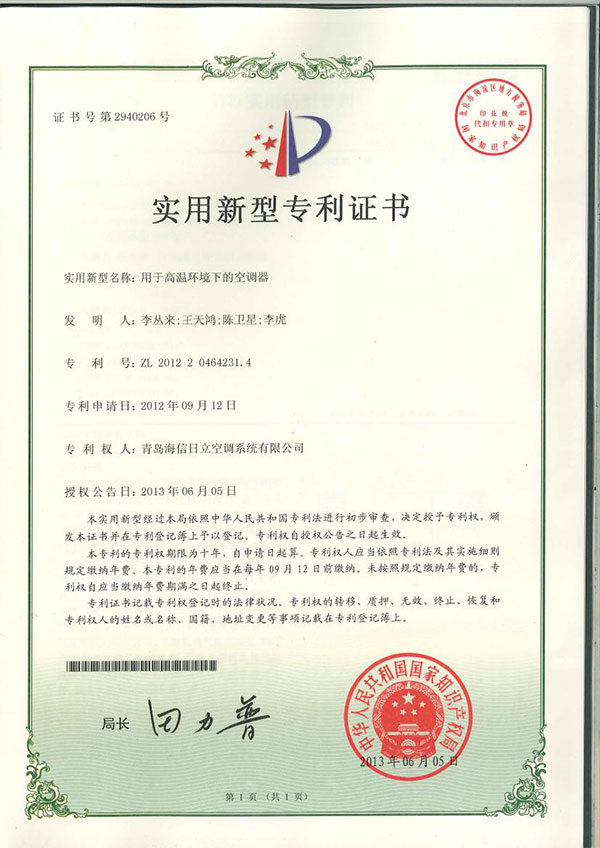 证书号第2940206号
北京市海淀区地方税务局
印花税
代扣专用章
国家知识产权局
实用新型专利证书
实用新型名称：用于高温环境下的空调器
发明人：李丛来;王天鸿;陈卫星;李虎
专利号：ZL 2012 2 0464231.4
专利申请日：2012年09月12日
专利权人：青岛海信日立空调系统有限公司
授权公告日：2013年06月05日
本实用新型经过本局依照中华人民共和国专利法进行初步审查，决定授予专利权，颁
发本证书并在专利登记簿上予以登记。专利权自授权公告之日起生效。
本专利的专利权期限为十年，自申请日起算。专利权人应当依照专利法及其实施细则
规定缴纳年费。本专利的年费应当在每年09月12日前缴纳。未按照规定缴纳年费的，专
利权自应当缴纳年费期满之日起终止。
专利证书记载专利权登记时的法律状况。专利权的转移、质押、无效、终止、恢复和
专利权人的姓名或名称、国籍、地址变更等事项记载在专利登记簿上。
局长 田力普
中华人民共和国国家知识产权局
2013年06月05日
第1页（共1页）